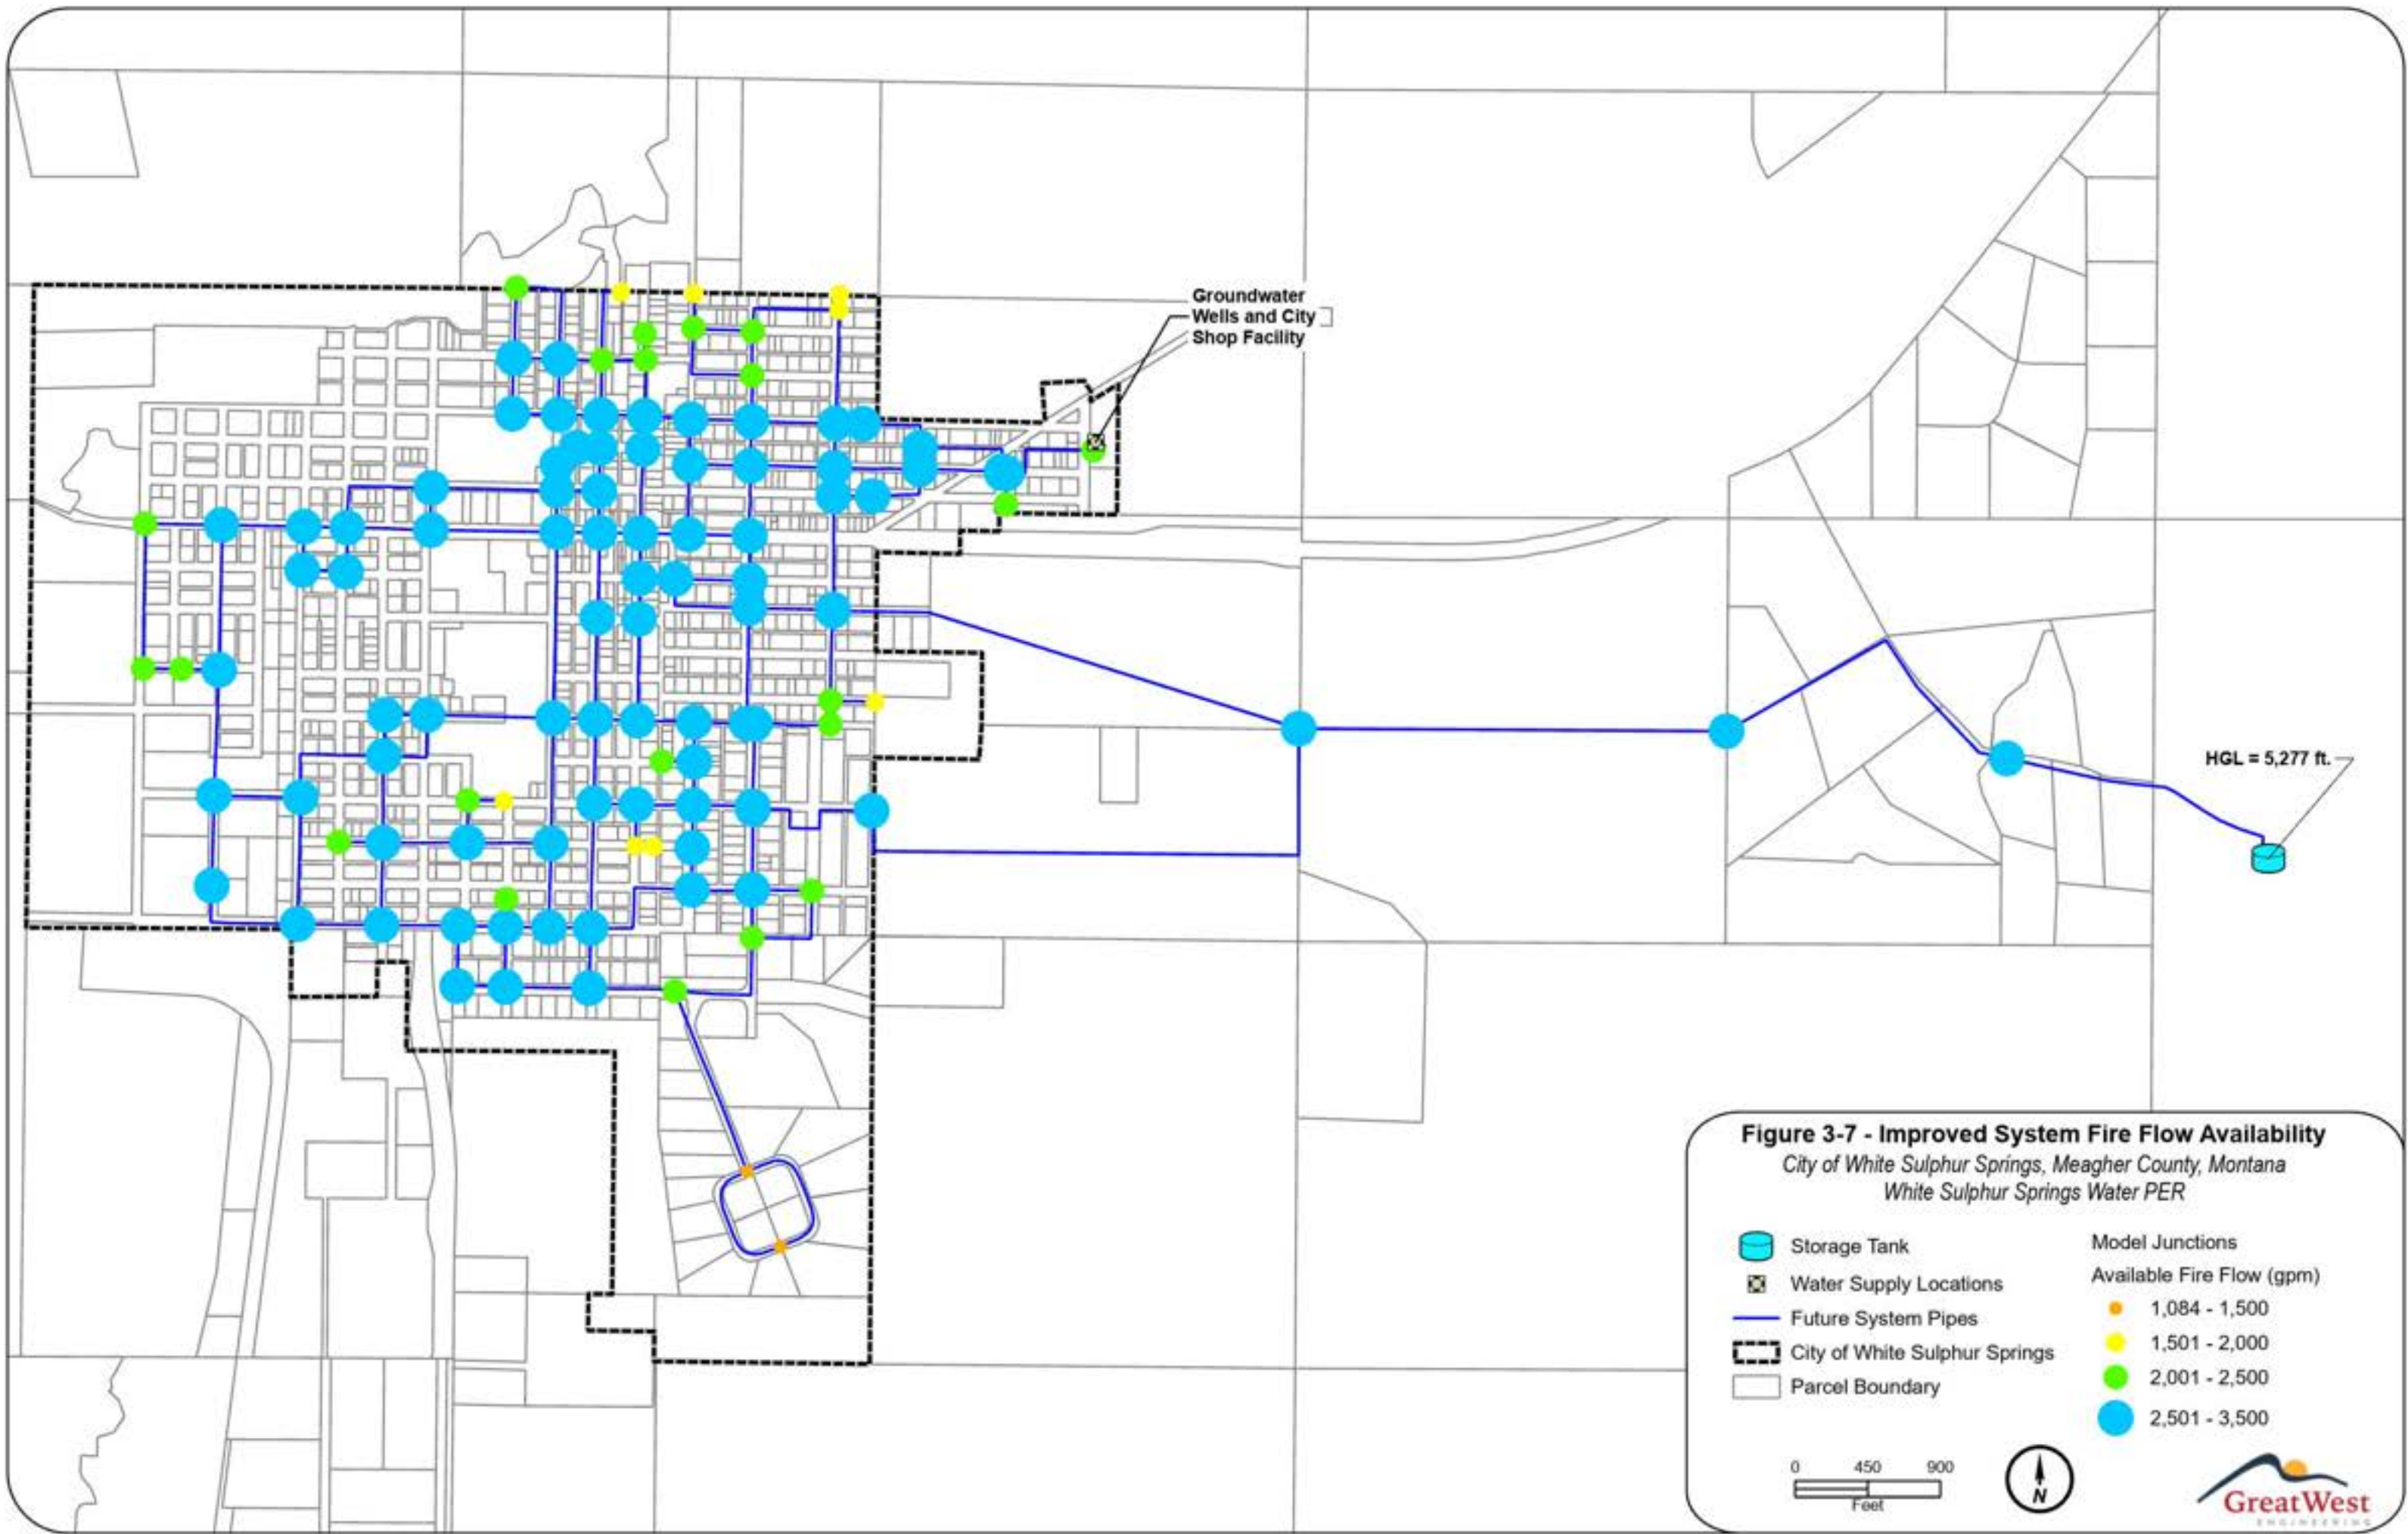 Groundwater
Wells and City
Shop Facility
HGL = 5,277 ft.
Figure 3-7 - Improved System Fire Flow Availability
City of White Sulphur Springs, Meagher County, Montana
White Sulphur Springs Water PER
Storage Tank
Water Supply Locations
Future System Pipes
City of White Sulphur Springs
Parcel Boundary
Model Junctions
Available Fire Flow (gpm)
1,084 - 1,500
1,501 - 2,000
2,001 - 2,500
2,501 - 3,500
0 450 900
Feet
N
GreatWest
ENGINEERING